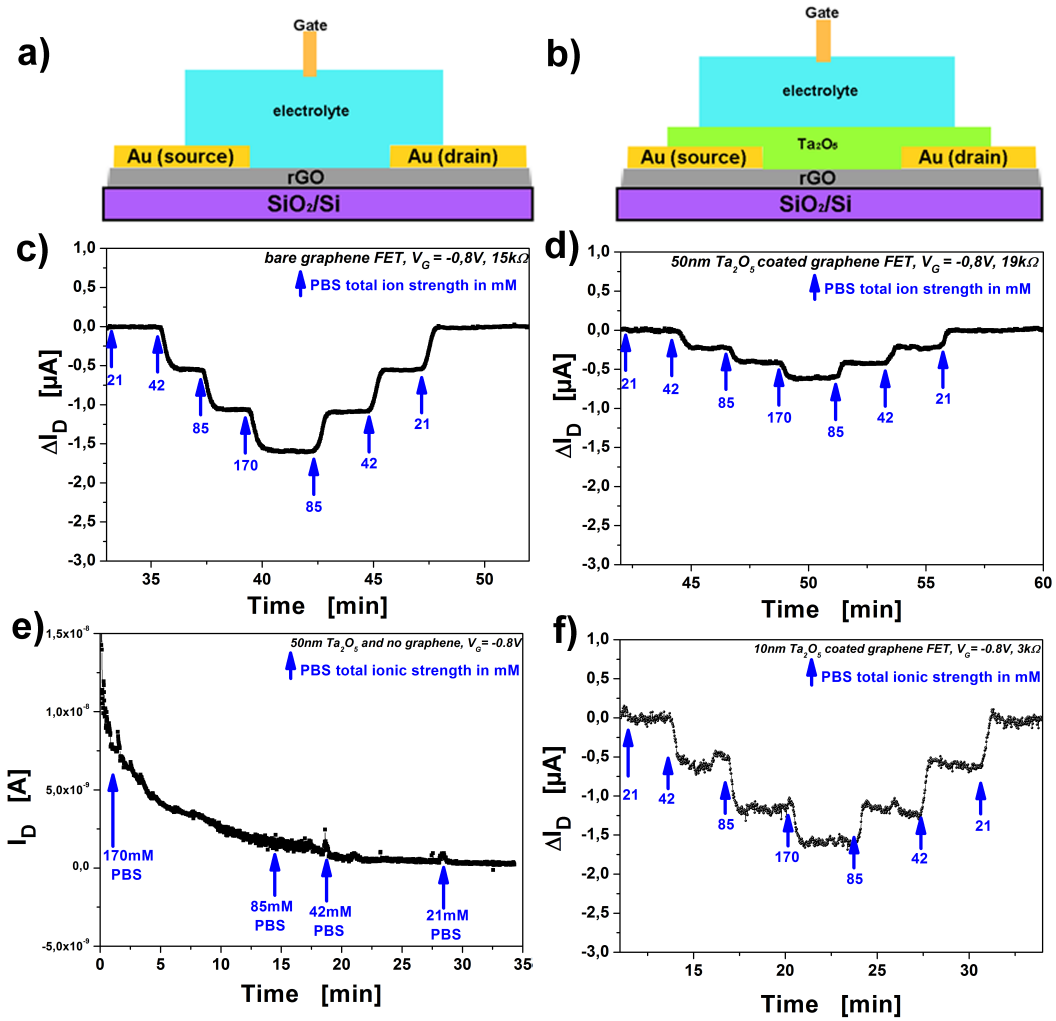 a)
Gate
electrolyte
Au (source)
Au (drain)
rGO
SiO₂/Si
b)
Gate
electrolyte
Ta₂O₅
Au (source)
Au (drain)
rGO
SiO₂/Si
c)
bare graphene FET, V_G = -0,8V, 15kΩ
PBS total ion strength in mM
1,0
0,5
0,0
-0,5
-1,0
-1,5
-2,0
-2,5
-3,0
ΔI_D [µA]
21
42
85
170
85
42
21
35
40
45
50
Time [min]
d)
50nm Ta₂O₅ coated graphene FET, V_G = -0,8V, 19kΩ
PBS total ion strength in mM
1,0
0,5
0,0
-0,5
-1,0
-1,5
-2,0
-2,5
-3,0
ΔI_D [µA]
21
42
85
170
85
42
21
45
50
55
60
Time [min]
e)
50nm Ta₂O₅ and no graphene, V_G= -0.8V
PBS total ionic strength in mM
1,5x10⁻⁸
1,0x10⁻⁸
5,0x10⁻⁹
0,0
-5,0x10⁻⁹
I_D [A]
170mM
PBS
85mM
PBS
42mM
PBS
21mM
PBS
0
5
10
15
20
25
30
35
Time [min]
f)
10nm Ta₂O₅ coated graphene FET, V_G= -0.8V, 3kΩ
PBS total ionic strength in mM
1,0
0,5
0,0
-0,5
-1,0
-1,5
-2,0
-2,5
-3,0
ΔI_D [µA]
21
42
85
170
85
42
21
15
20
25
30
Time [min]